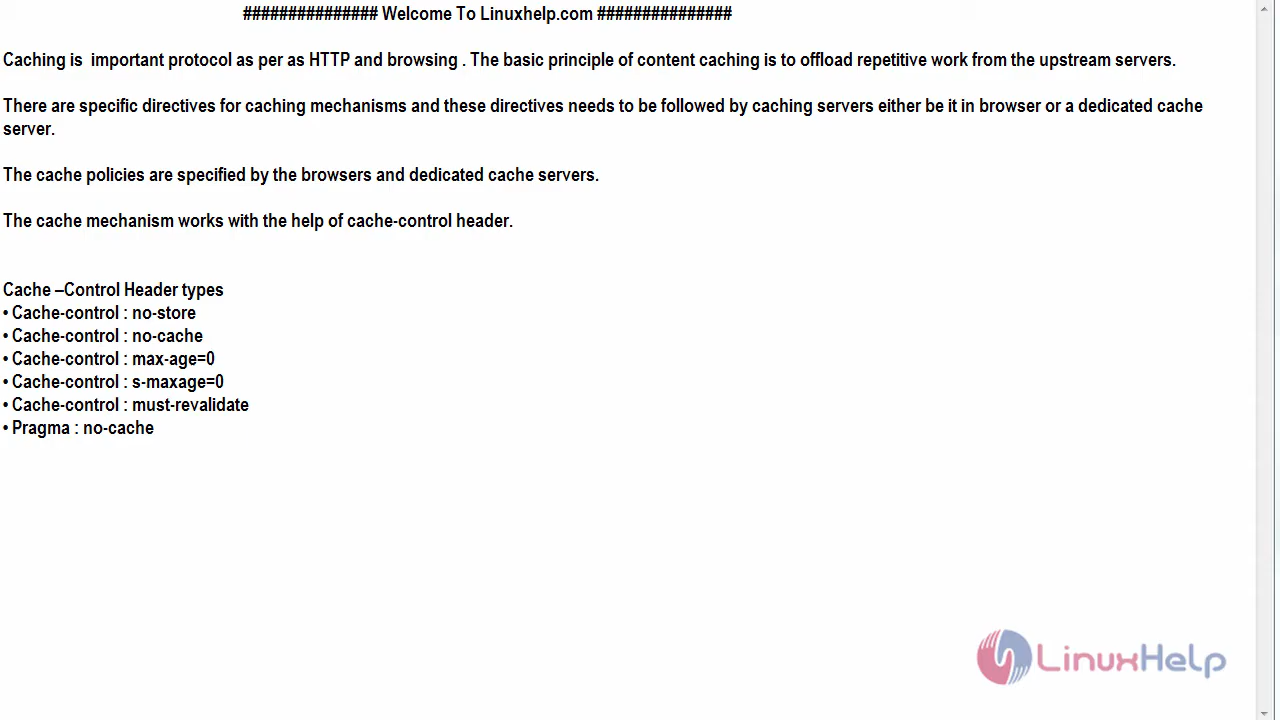 ############### Welcome To Linuxhelp.com ###############
Caching is  important protocol as per as HTTP and browsing . The basic principle of content caching is to offload repetitive work from the upstream servers.
There are specific directives for caching mechanisms and these directives needs to be followed by caching servers either be it in browser or a dedicated cache
server.
The cache policies are specified by the browsers and dedicated cache servers.
The cache mechanism works with the help of cache-control header.
Cache –Control Header types
• Cache-control : no-store
• Cache-control : no-cache
• Cache-control : max-age=0
• Cache-control : s-maxage=0
• Cache-control : must-revalidate
• Pragma : no-cache
LinuxHelp